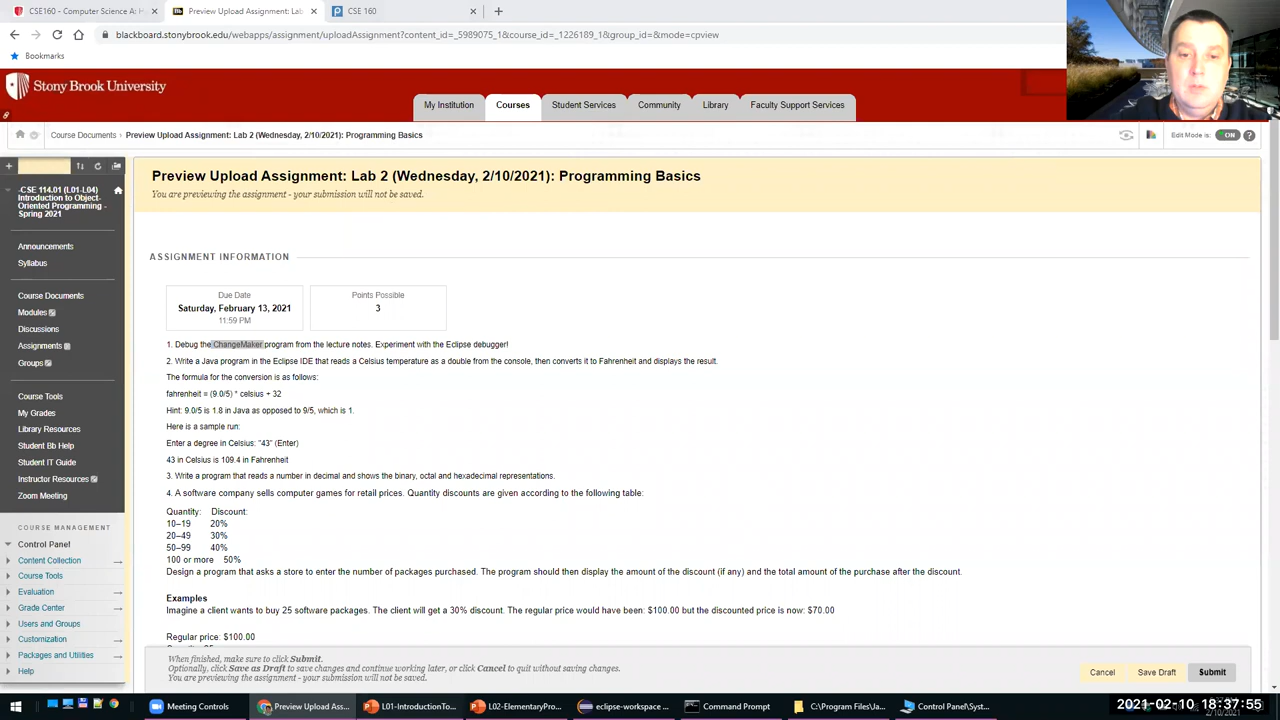 CSE160 - Computer Science A: H
Preview Upload Assignment: Lab
CSE 160
blackboard.stonybrook.edu/webapps/assignment/uploadAssignment?content_id=_5989075_1&course_id=_1226189_1&group_id=&mode=cpview
Bookmarks
Stony Brook University
My Institution
Courses
Student Services
Community
Library
Faculty Support Services
Course Documents
Preview Upload Assignment: Lab 2 (Wednesday, 2/10/2021): Programming Basics
Edit Mode is: ON ?
-CSE 114.01 (L01-L04)
Introduction to Object-
Oriented Programming -
Spring 2021
Announcements
Syllabus
Course Documents
Modules
Discussions
Assignments
Groups
Course Tools
My Grades
Library Resources
Student Bb Help
Student IT Guide
Instructor Resources
Zoom Meeting
COURSE MANAGEMENT
Control Panel
Content Collection
Course Tools
Evaluation
Grade Center
Users and Groups
Customization
Packages and Utilities
Help
Preview Upload Assignment: Lab 2 (Wednesday, 2/10/2021): Programming Basics
You are previewing the assignment - your submission will not be saved.
ASSIGNMENT INFORMATION
Due Date
Saturday, February 13, 2021
11:59 PM
Points Possible
3
1. Debug the ChangeMaker program from the lecture notes. Experiment with the Eclipse debugger!
2. Write a Java program in the Eclipse IDE that reads a Celsius temperature as a double from the console, then converts it to Fahrenheit and displays the result.
The formula for the conversion is as follows:
fahrenheit = (9.0/5) * celsius + 32
Hint: 9.0/5 is 1.8 in Java as opposed to 9/5, which is 1.
Here is a sample run:
Enter a degree in Celsius: "43" (Enter)
43 in Celsius is 109.4 in Fahrenheit
3. Write a program that reads a number in decimal and shows the binary, octal and hexadecimal representations.
4. A software company sells computer games for retail prices. Quantity discounts are given according to the following table:
Quantity: Discount:
10–19 20%
20–49 30%
50–99 40%
100 or more 50%
Design a program that asks a store to enter the number of packages purchased. The program should then display the amount of the discount (if any) and the total amount of the purchase after the discount.
Examples
Imagine a client wants to buy 25 software packages. The client will get a 30% discount. The regular price would have been: $100.00 but the discounted price is now: $70.00
Regular price: $100.00
When finished, make sure to click Submit.
Optionally, click Save as Draft to save changes and continue working later, or click Cancel to quit without saving changes.
You are previewing the assignment - your submission will not be saved.
Cancel
Save Draft
Submit
Meeting Controls
Preview Upload Ass...
L01-IntroductionTo...
L02-ElementaryPro...
eclipse-workspace ...
Command Prompt
C:\Program Files\Ja...
Control Panel\Syst...
2021-02-10 18:37:55